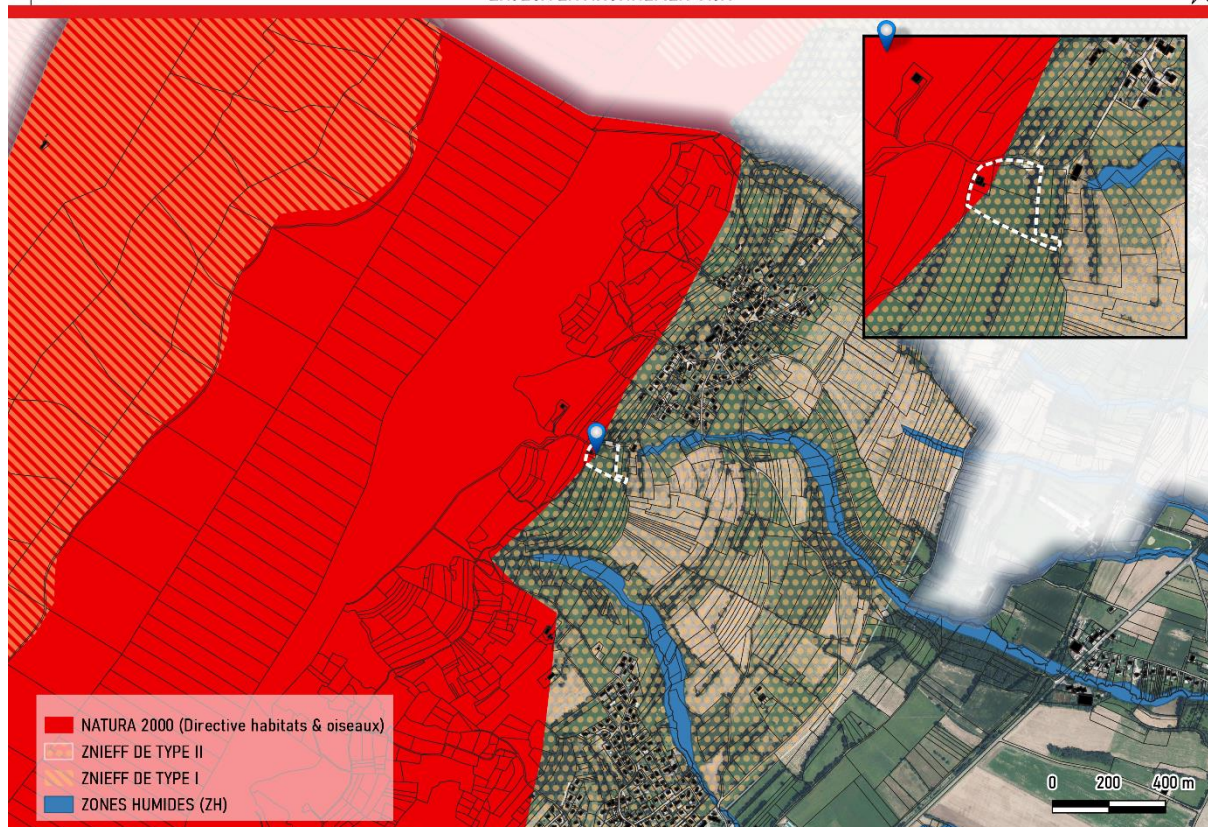 NATURA 2000 (Directive habitats & oiseaux)
ZNIEFF DE TYPE II
ZNIEFF DE TYPE I
ZONES HUMIDES (ZH)
0 200 400 m